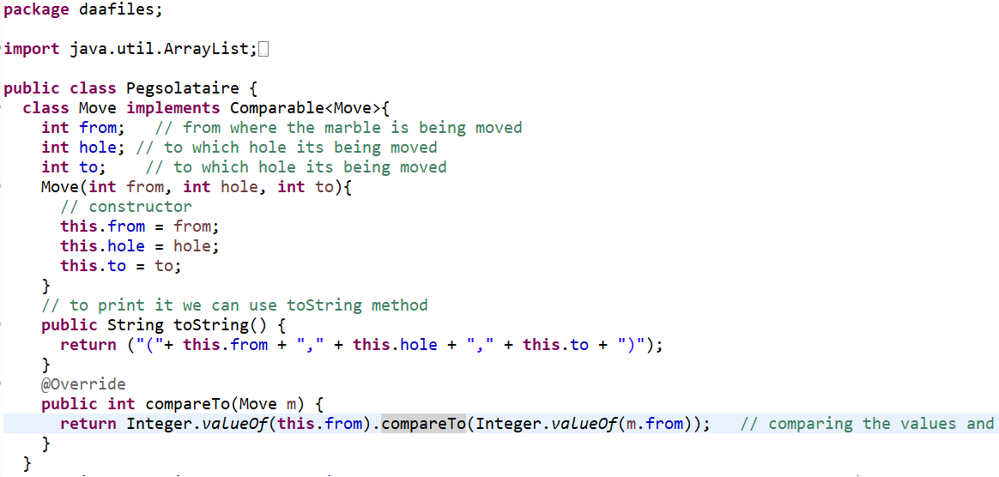 package daafiles;
import java.util.ArrayList;
public class Pegsolataire {
class Move implements Comparable<Move>{
int from;   // from where the marble is being moved
int hole; // to which hole its being moved
int to;    // to which hole its being moved
Move(int from, int hole, int to){
// constructor
this.from = from;
this.hole = hole;
this.to = to;
}
// to print it we can use toString method
public String toString() {
return ("("+ this.from + "," + this.hole + "," + this.to + ")");
}
@Override
public int compareTo(Move m) {
return Integer.valueOf(this.from).compareTo(Integer.valueOf(m.from));   // comparing the values and
}
}